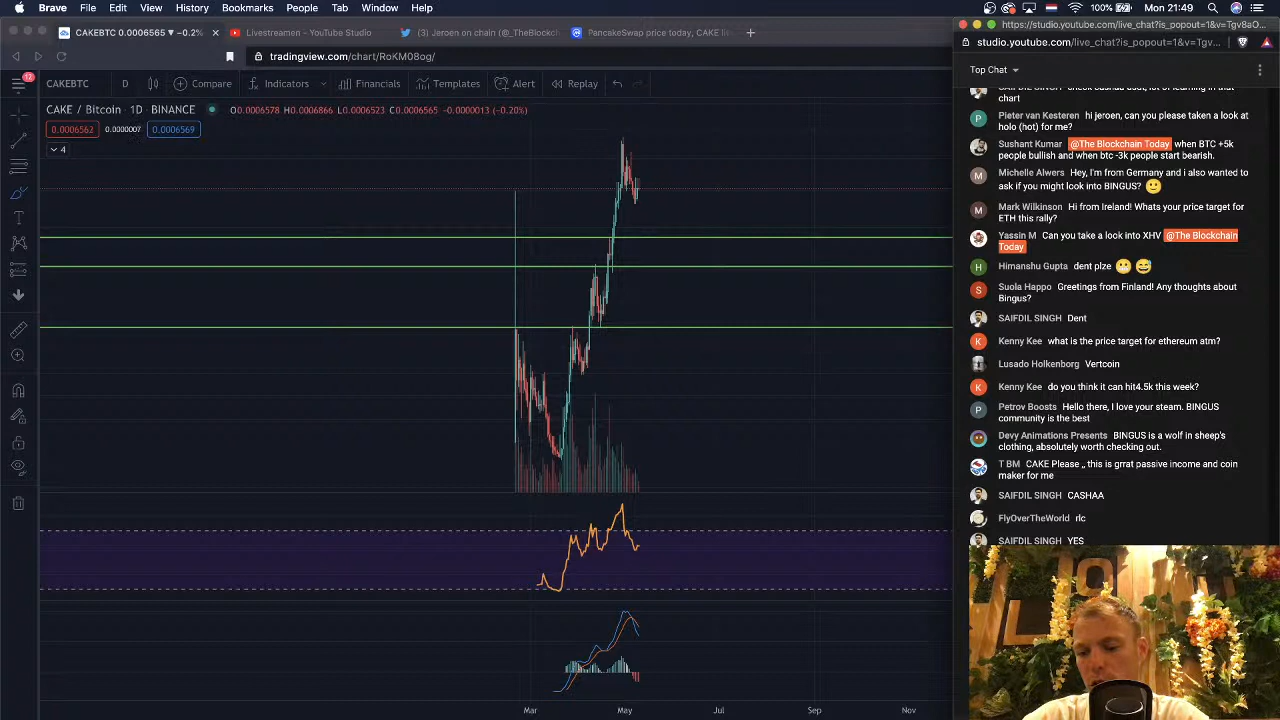 Brave File Edit View History Bookmarks People Tab Window Help 100% Mon 21:49
CAKEBTC 0.0006565 ▼ −0.2% Livestreamen - YouTube Studio (3) Jeroen on chain (@_TheBlockch PancakeSwap price today, CAKE li
tradingview.com/chart/RoKM08og/
12
CAKEBTC D Compare Indicators Financials Templates Alert Replay
CAKE / Bitcoin · 1D · BINANCE O0.0006578 H0.0006866 L0.0006523 C0.0006565 −0.0000013 (−0.20%)
0.0006562 0.0000007 0.0006569
4
Mar May Jul Sep Nov
https://studio.youtube.com/live_chat?is_popout=1&v=Tgv8aO...
studio.youtube.com/live_chat?is_popout=1&v=Tgv...
Top Chat
chart
Pieter van Kesteren hi jeroen, can you please taken a look at
holo (hot) for me?
Sushant Kumar @The Blockchain Today when BTC +5k
people bullish and when btc -3k people start bearish.
Michelle Alwers Hey, I'm from Germany and i also wanted to
ask if you might look into BINGUS? 🙂
Mark Wilkinson Hi from Ireland! Whats your price target for
ETH this rally?
Yassin M Can you take a look into XHV @The Blockchain
Today
Himanshu Gupta dent plze 😬 😅
Suola Happo Greetings from Finland! Any thoughts about
Bingus?
SAIFDIL SINGH Dent
Kenny Kee what is the price target for ethereum atm?
Lusado Holkenborg Vertcoin
Kenny Kee do you think it can hit4.5k this week?
Petrov Boosts Hello there, I love your steam. BINGUS
community is the best
Devy Animations Presents BINGUS is a wolf in sheep's
clothing, absolutely worth checking out.
T BM CAKE Please ,, this is grrat passive income and coin
maker for me
SAIFDIL SINGH CASHAA
FlyOverTheWorld rlc
SAIFDIL SINGH YES